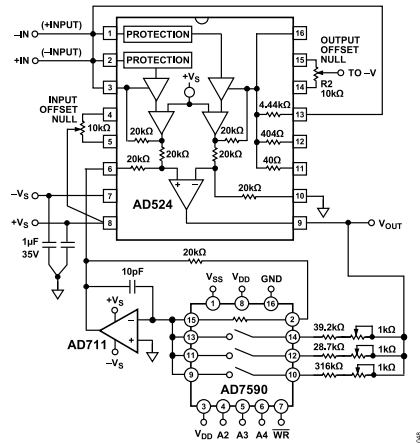 –IN
(+INPUT)
+IN
(–INPUT)
1
PROTECTION
2
PROTECTION
3
+VS
16
OUTPUT
OFFSET
NULL
15
TO –V
14
R2
10kΩ
4.44kΩ
13
INPUT
OFFSET
NULL
4
10kΩ
5
20kΩ
20kΩ
404Ω
12
20kΩ
20kΩ
40Ω
11
20kΩ
6
20kΩ
10
–VS
7
+VS
8
AD524
9
VOUT
1µF
35V
20kΩ
10pF
VSS
VDD
GND
1
8
16
+VS
15
2
AD711
–VS
13
14
39.2kΩ
1kΩ
11
12
28.7kΩ
1kΩ
9
10
316kΩ
1kΩ
AD7590
3
4
5
6
7
VDD
A2
A3
A4
WR